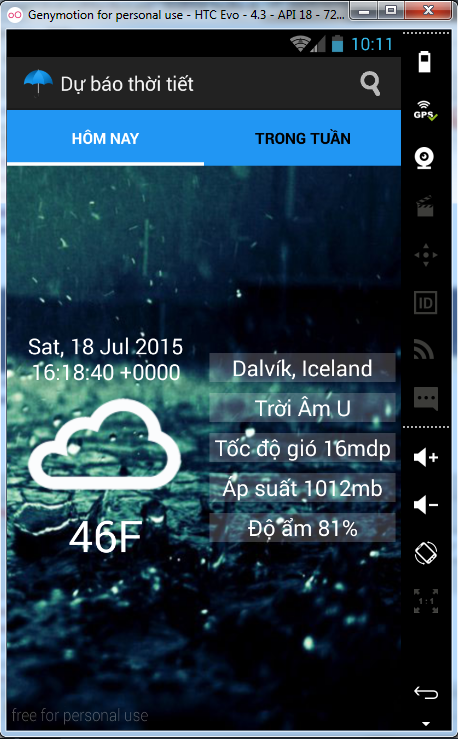 Genymotion for personal use - HTC Evo - 4.3 - API 18 - 72...
10:11
Dự báo thời tiết
HÔM NAY
TRONG TUẦN
Sat, 18 Jul 2015
16:18:40 +0000
46F
Dalvík, Iceland
Trời Âm U
Tốc độ gió 16mdp
Áp suất 1012mb
Độ ẩm 81%
GPS
ID
1:1
free for personal use